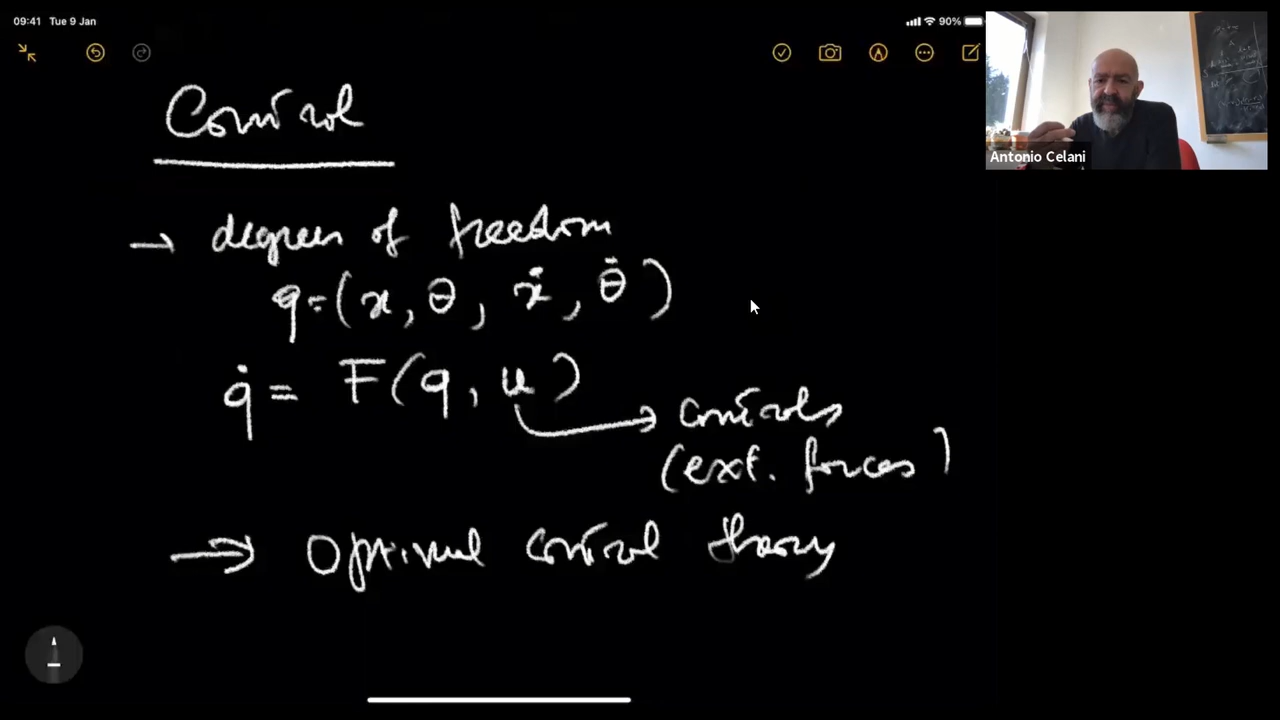 09:41 Tue 9 Jan
90%
Antonio Celani
Control
→ degrees of freedom
q=(x, θ, ẋ, θ̇)
q̇ = F(q, u)
→ controls
(ext. forces)
→ Optimal control theory